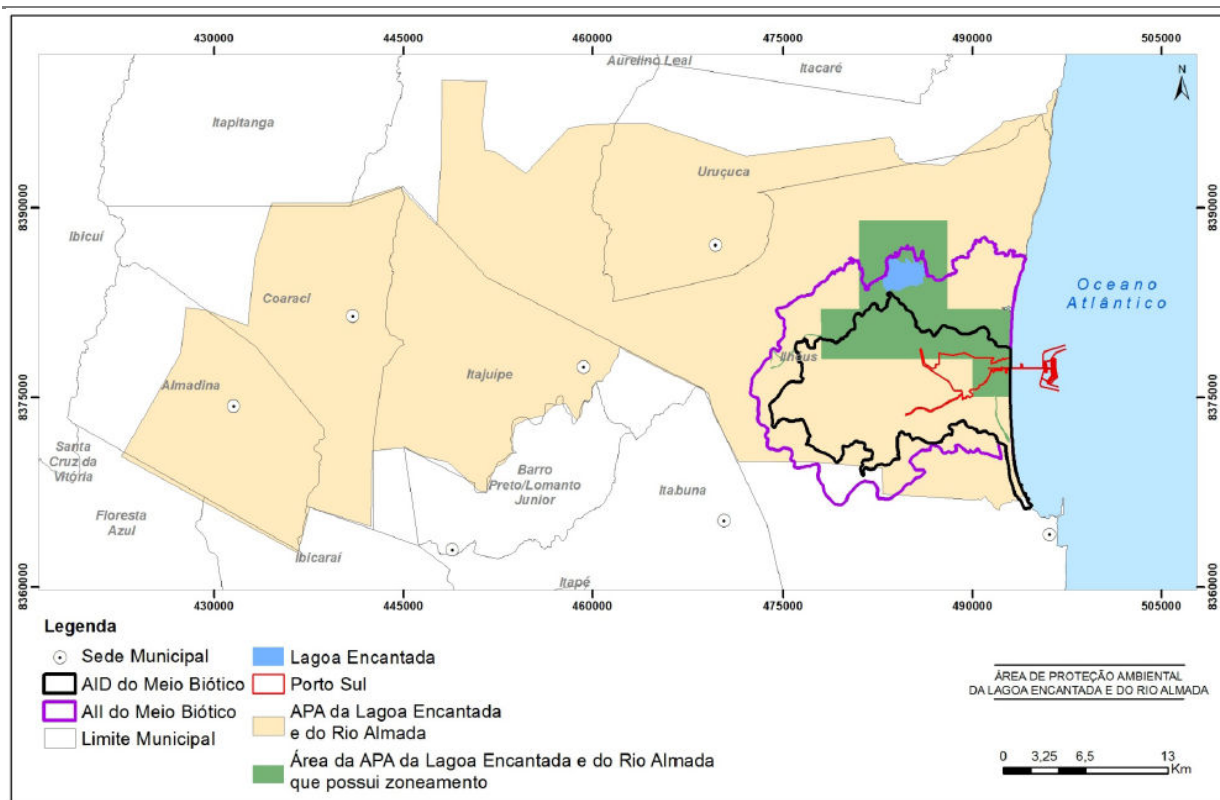 430000 445000 460000 475000 490000 505000
Aurelino Leal
Itacaré
N
Itapitanga
Uruçuca
8390000
8390000
Ibicuí
Coaraci
Oceano
Atlântico
Ilhéus
Almadina
Itajuípe
8375000
8375000
Santa
Cruz da
Vitória
Barro
Preto/Lomanto
Junior
Itabuna
Floresta
Azul
Ibicaraí
Itapé
8360000
8360000
430000 445000 460000 475000 490000 505000
Legenda
Sede Municipal
AID do Meio Biótico
AII do Meio Biótico
Limite Municipal
Lagoa Encantada
Porto Sul
APA da Lagoa Encantada
e do Rio Almada
Área da APA da Lagoa Encantada e do Rio Almada
que possui zoneamento
ÁREA DE PROTEÇÃO AMBIENTAL
DA LAGOA ENCANTADA E DO RIO ALMADA
0 3,25 6,5 13
Km